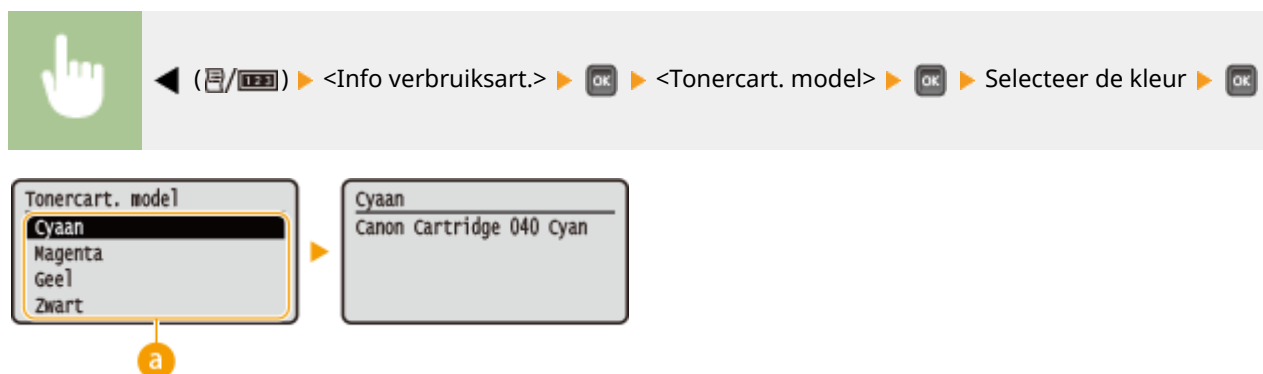 ◀ (/123) ▶ <Info verbruiksart.> ▶ OK ▶ <Tonercart. model> ▶ OK ▶ Selecteer de kleur ▶ OK
Tonercart. model
Cyaan
Magenta
Geel
Zwart
Cyaan
Canon Cartridge 040 Cyan
a